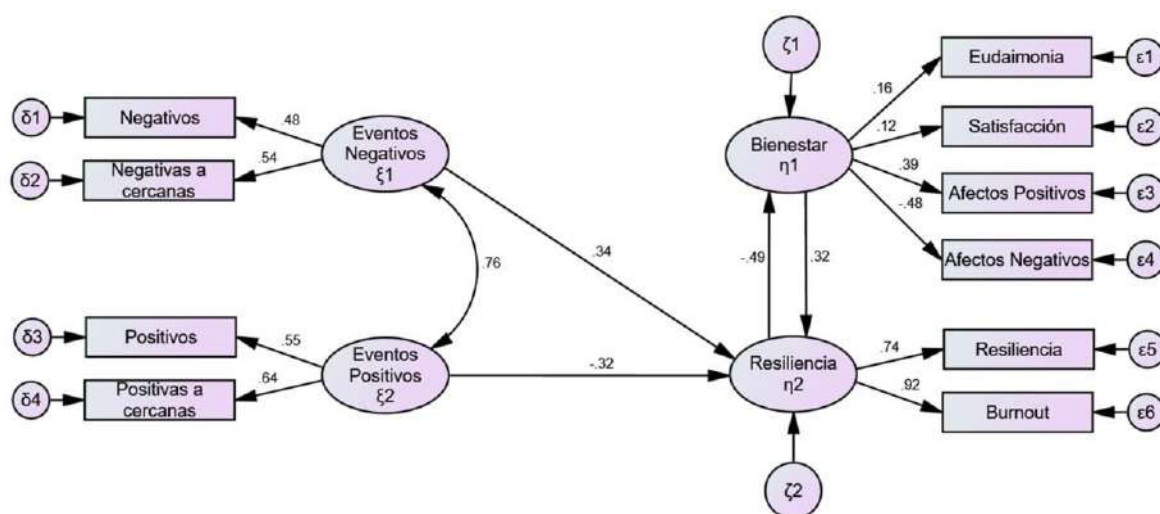 ζ1
Eudaimonia
ε1
δ1
Negativos
.48
.16
Eventos
Negativos
ξ1
Bienestar
η1
.12
Satisfacción
ε2
δ2
Negativas a
cercanas
.54
.39
Afectos Positivos
ε3
-.48
Afectos Negativos
ε4
.76
.34
-.49
.32
δ3
Positivos
.55
Eventos
Positivos
ξ2
-.32
Resiliencia
η2
.74
Resiliencia
ε5
δ4
Positivas a
cercanas
.64
.92
Burnout
ε6
ζ2